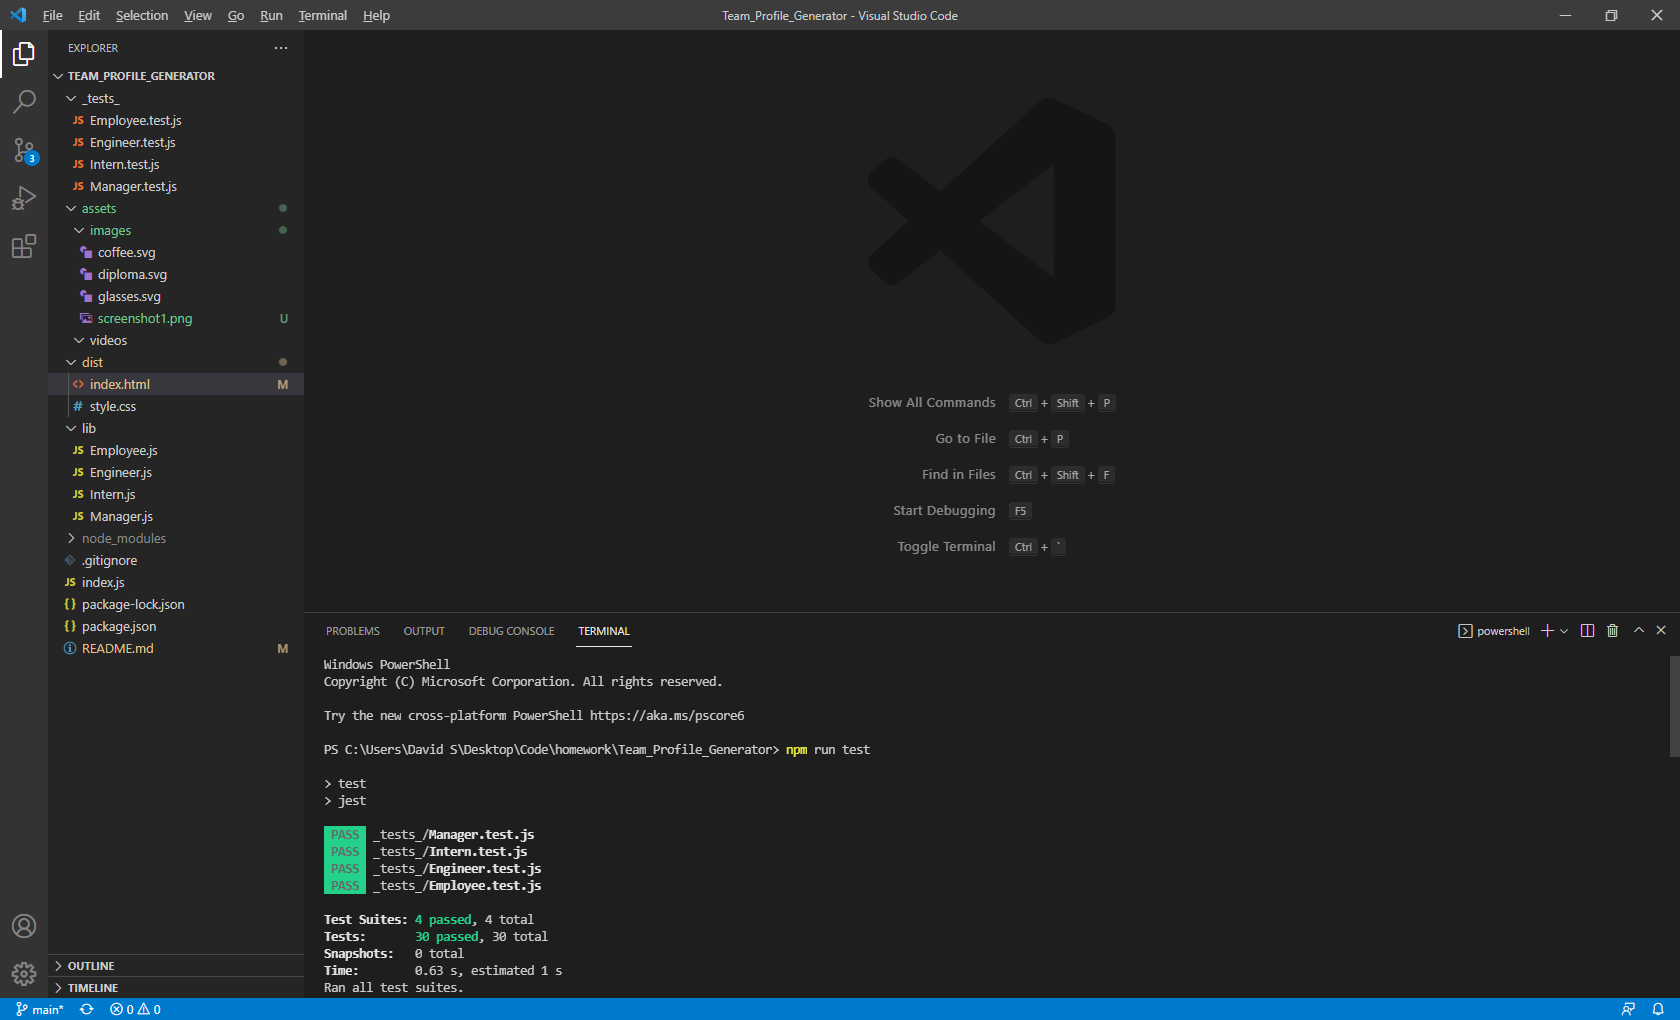 File Edit Selection View Go Run Terminal Help
Team_Profile_Generator - Visual Studio Code
EXPLORER
TEAM_PROFILE_GENERATOR
_tests_
JS Employee.test.js
JS Engineer.test.js
JS Intern.test.js
JS Manager.test.js
assets
images
coffee.svg
diploma.svg
glasses.svg
screenshot1.png U
videos
dist
<> index.html M
# style.css
lib
JS Employee.js
JS Engineer.js
JS Intern.js
JS Manager.js
node_modules
.gitignore
JS index.js
{} package-lock.json
{} package.json
README.md M
OUTLINE
TIMELINE
3
Show All Commands Ctrl + Shift + P
Go to File Ctrl + P
Find in Files Ctrl + Shift + F
Start Debugging F5
Toggle Terminal Ctrl + `
PROBLEMS OUTPUT DEBUG CONSOLE TERMINAL
powershell
Windows PowerShell
Copyright (C) Microsoft Corporation. All rights reserved.
Try the new cross-platform PowerShell https://aka.ms/pscore6
PS C:\Users\David S\Desktop\Code\homework\Team_Profile_Generator> npm run test
> test
> jest
PASS _tests_/Manager.test.js
PASS _tests_/Intern.test.js
PASS _tests_/Engineer.test.js
PASS _tests_/Employee.test.js
Test Suites: 4 passed, 4 total
Tests: 30 passed, 30 total
Snapshots: 0 total
Time: 0.63 s, estimated 1 s
Ran all test suites.
main* 0 0